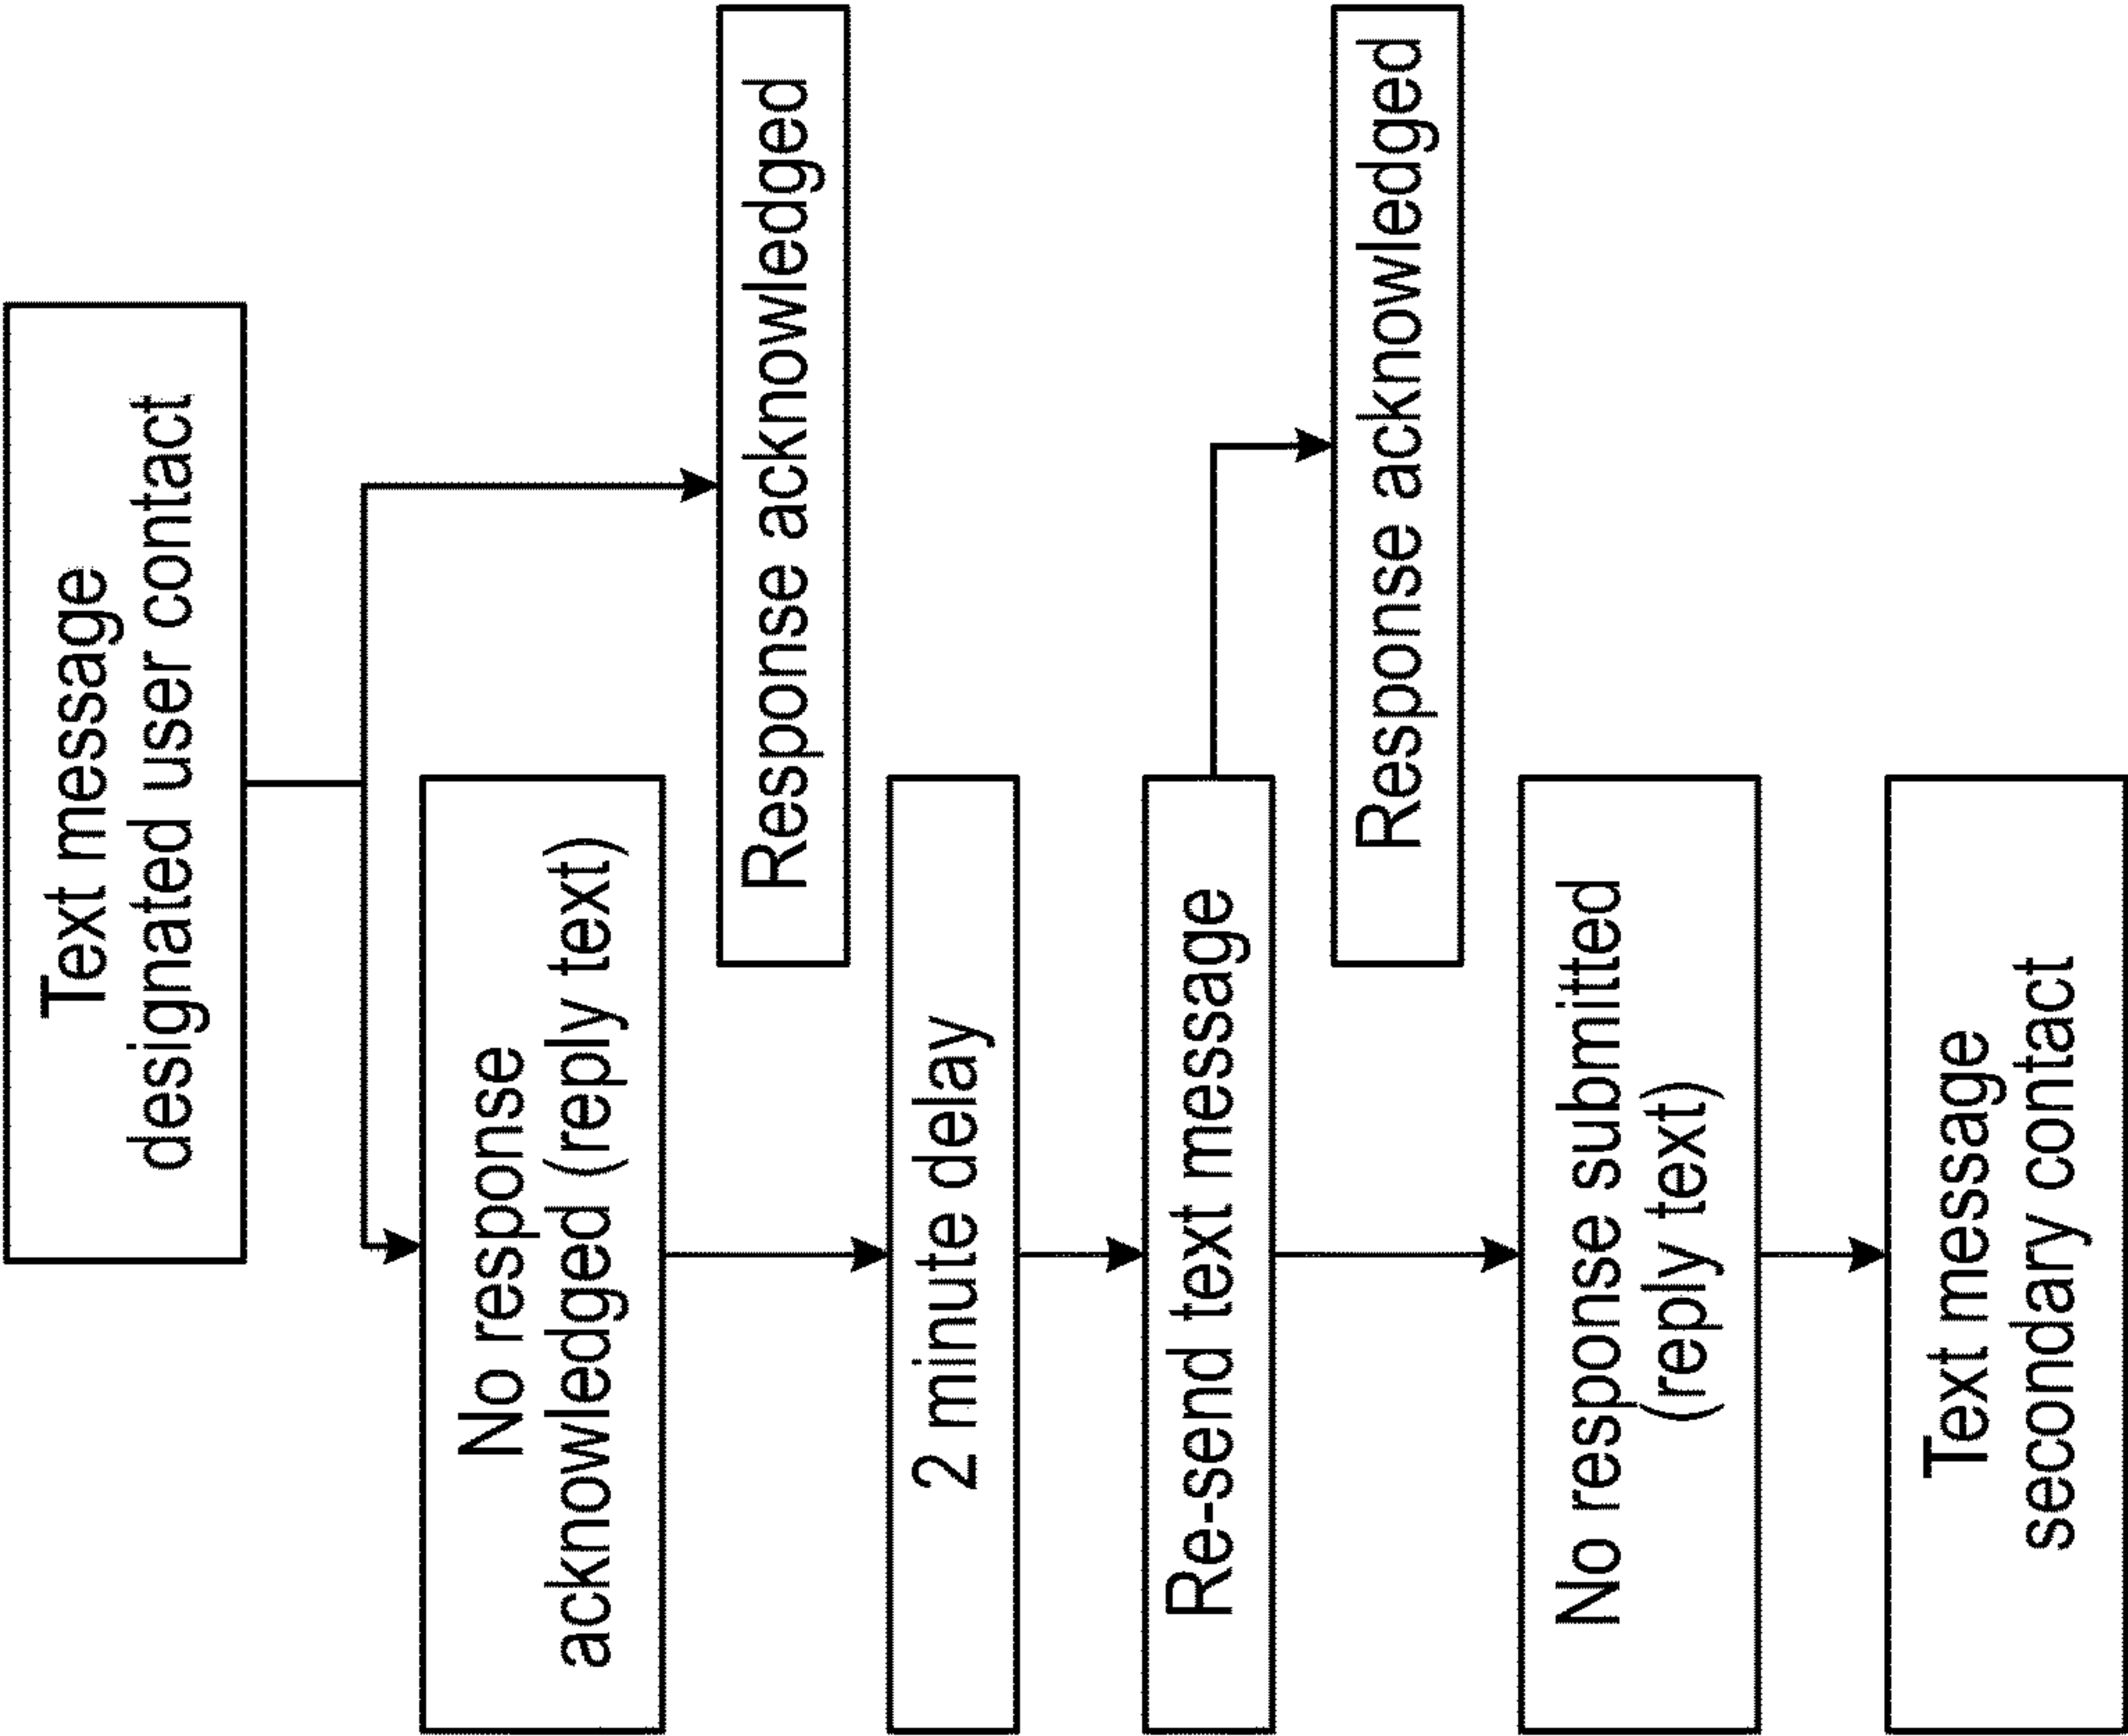 Text message
designated user contact
No response
acknowledged (reply text)
Response acknowledged
2 minute delay
Re-send text message
Response acknowledged
No response submitted
(reply text)
Text message
secondary contact